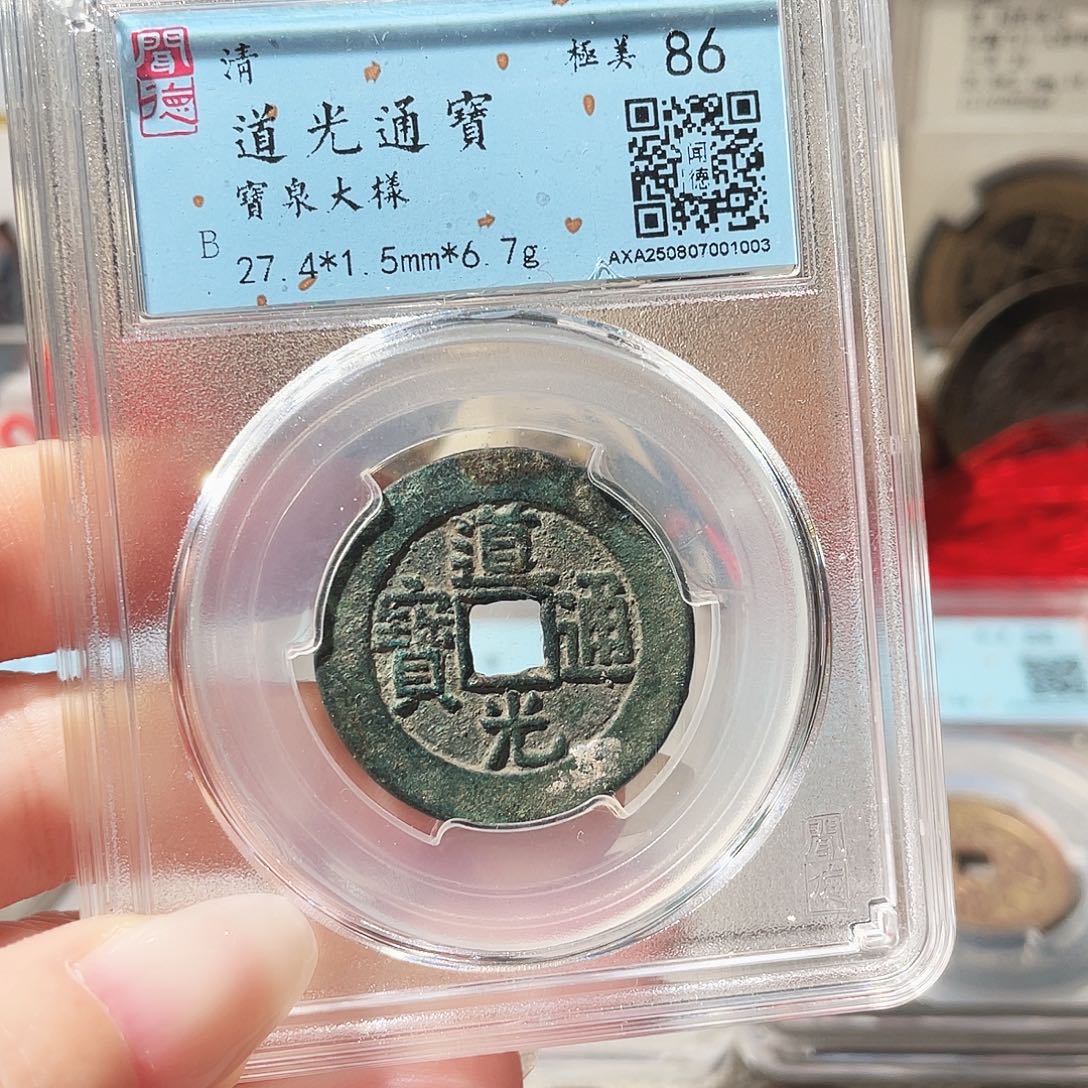 聞德
清
極美 86
道光通寶
寶泉大樣
闻德
B
27.4*1.5mm*6.7g
AXA250807001003
道光通寶
聞德